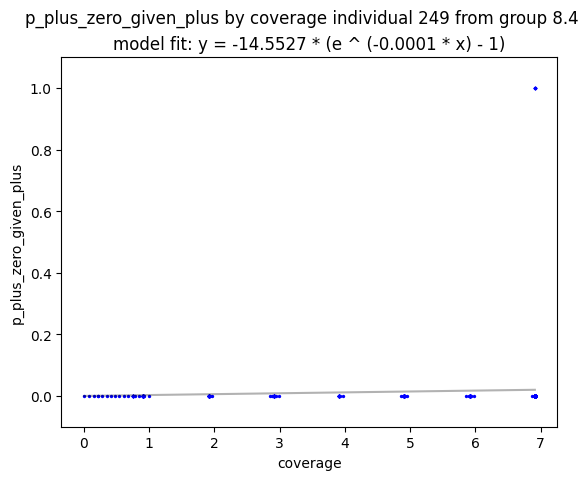 p_plus_zero_given_plus by coverage individual 249 from group 8.4
model fit: y = -14.5527 * (e ^ (-0.0001 * x) - 1)
1.0
0.8
0.6
0.4
0.2
0.0
p_plus_zero_given_plus
0 1 2 3 4 5 6 7
coverage